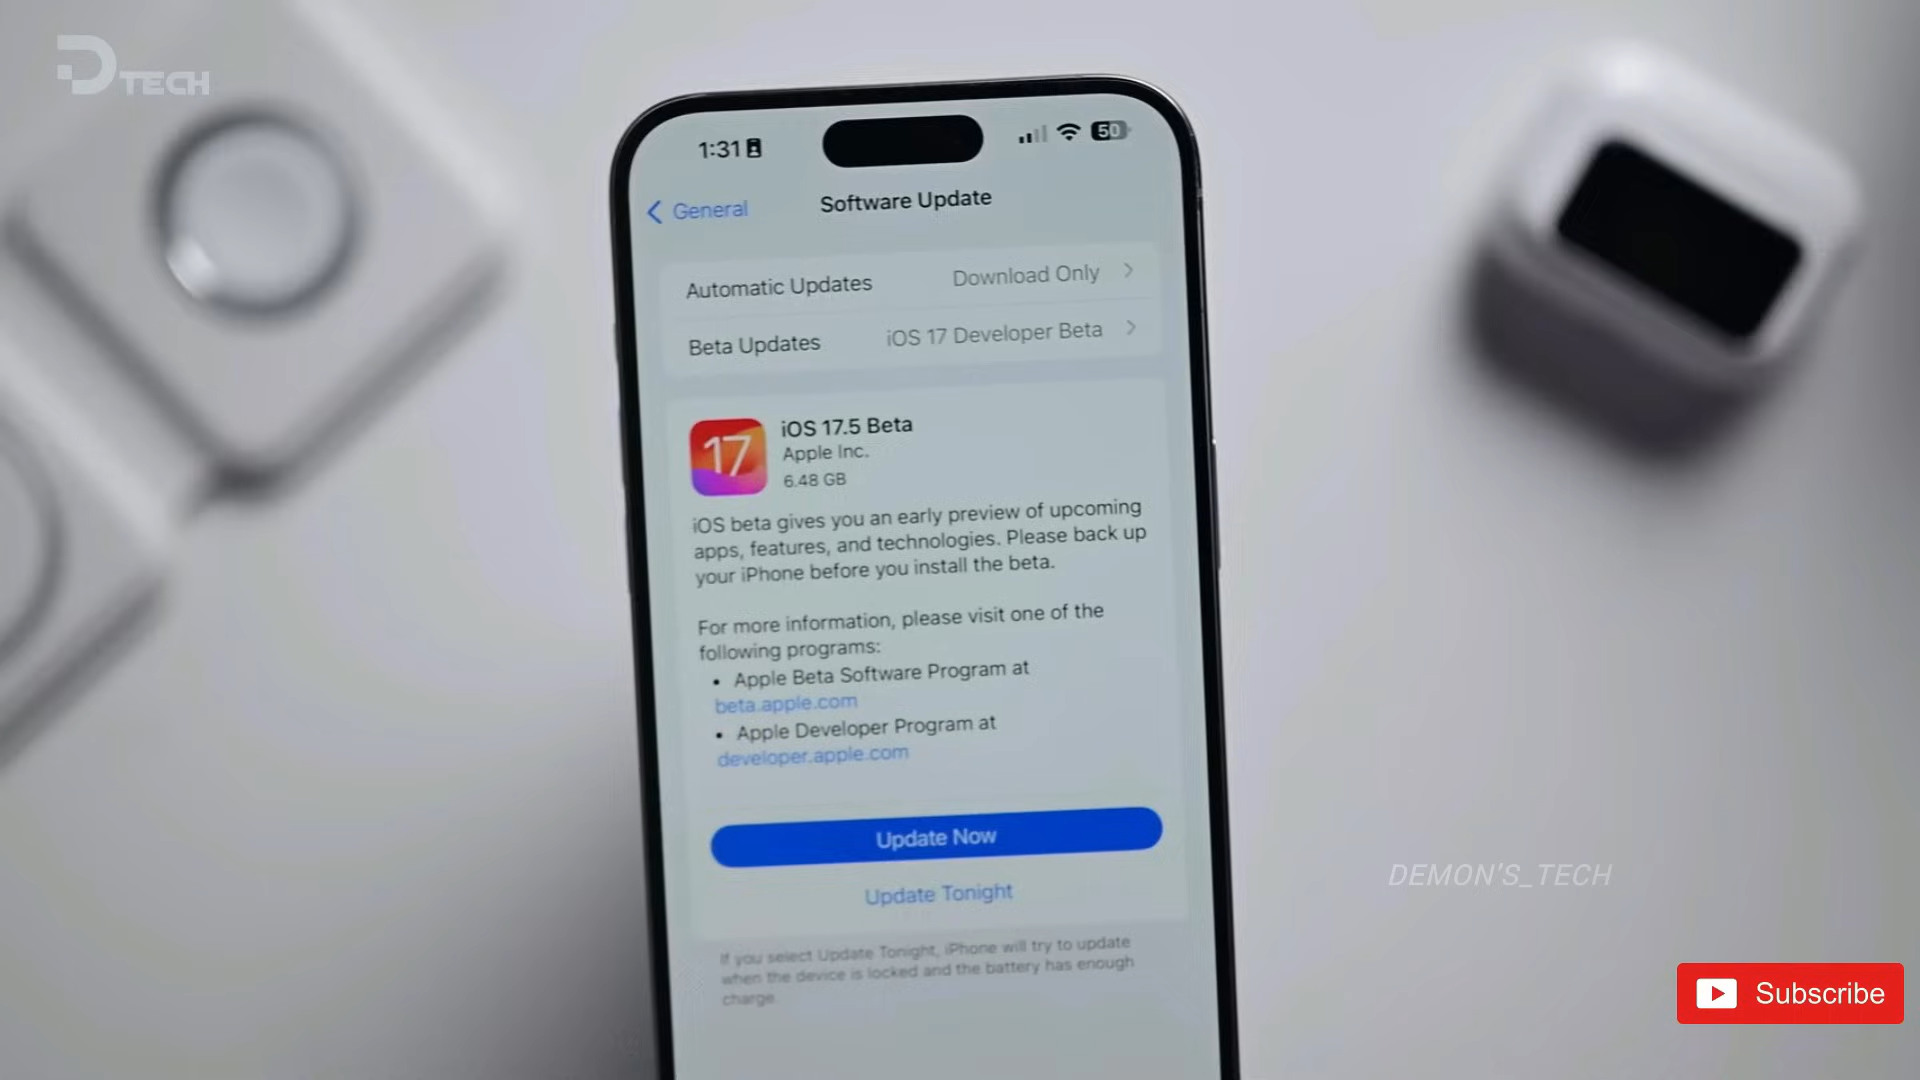 D TECH
1:31
50
General
Software Update
Automatic Updates Download Only
Beta Updates iOS 17 Developer Beta
17
iOS 17.5 Beta
Apple Inc.
6.48 GB
iOS beta gives you an early preview of upcoming
apps, features, and technologies. Please back up
your iPhone before you install the beta.
For more information, please visit one of the
following programs:
• Apple Beta Software Program at
beta.apple.com
• Apple Developer Program at
developer.apple.com
Update Now
Update Tonight
DEMON'S_TECH
If you select Update Tonight, iPhone will try to update
when the device is locked and the battery has enough
charge.
Subscribe